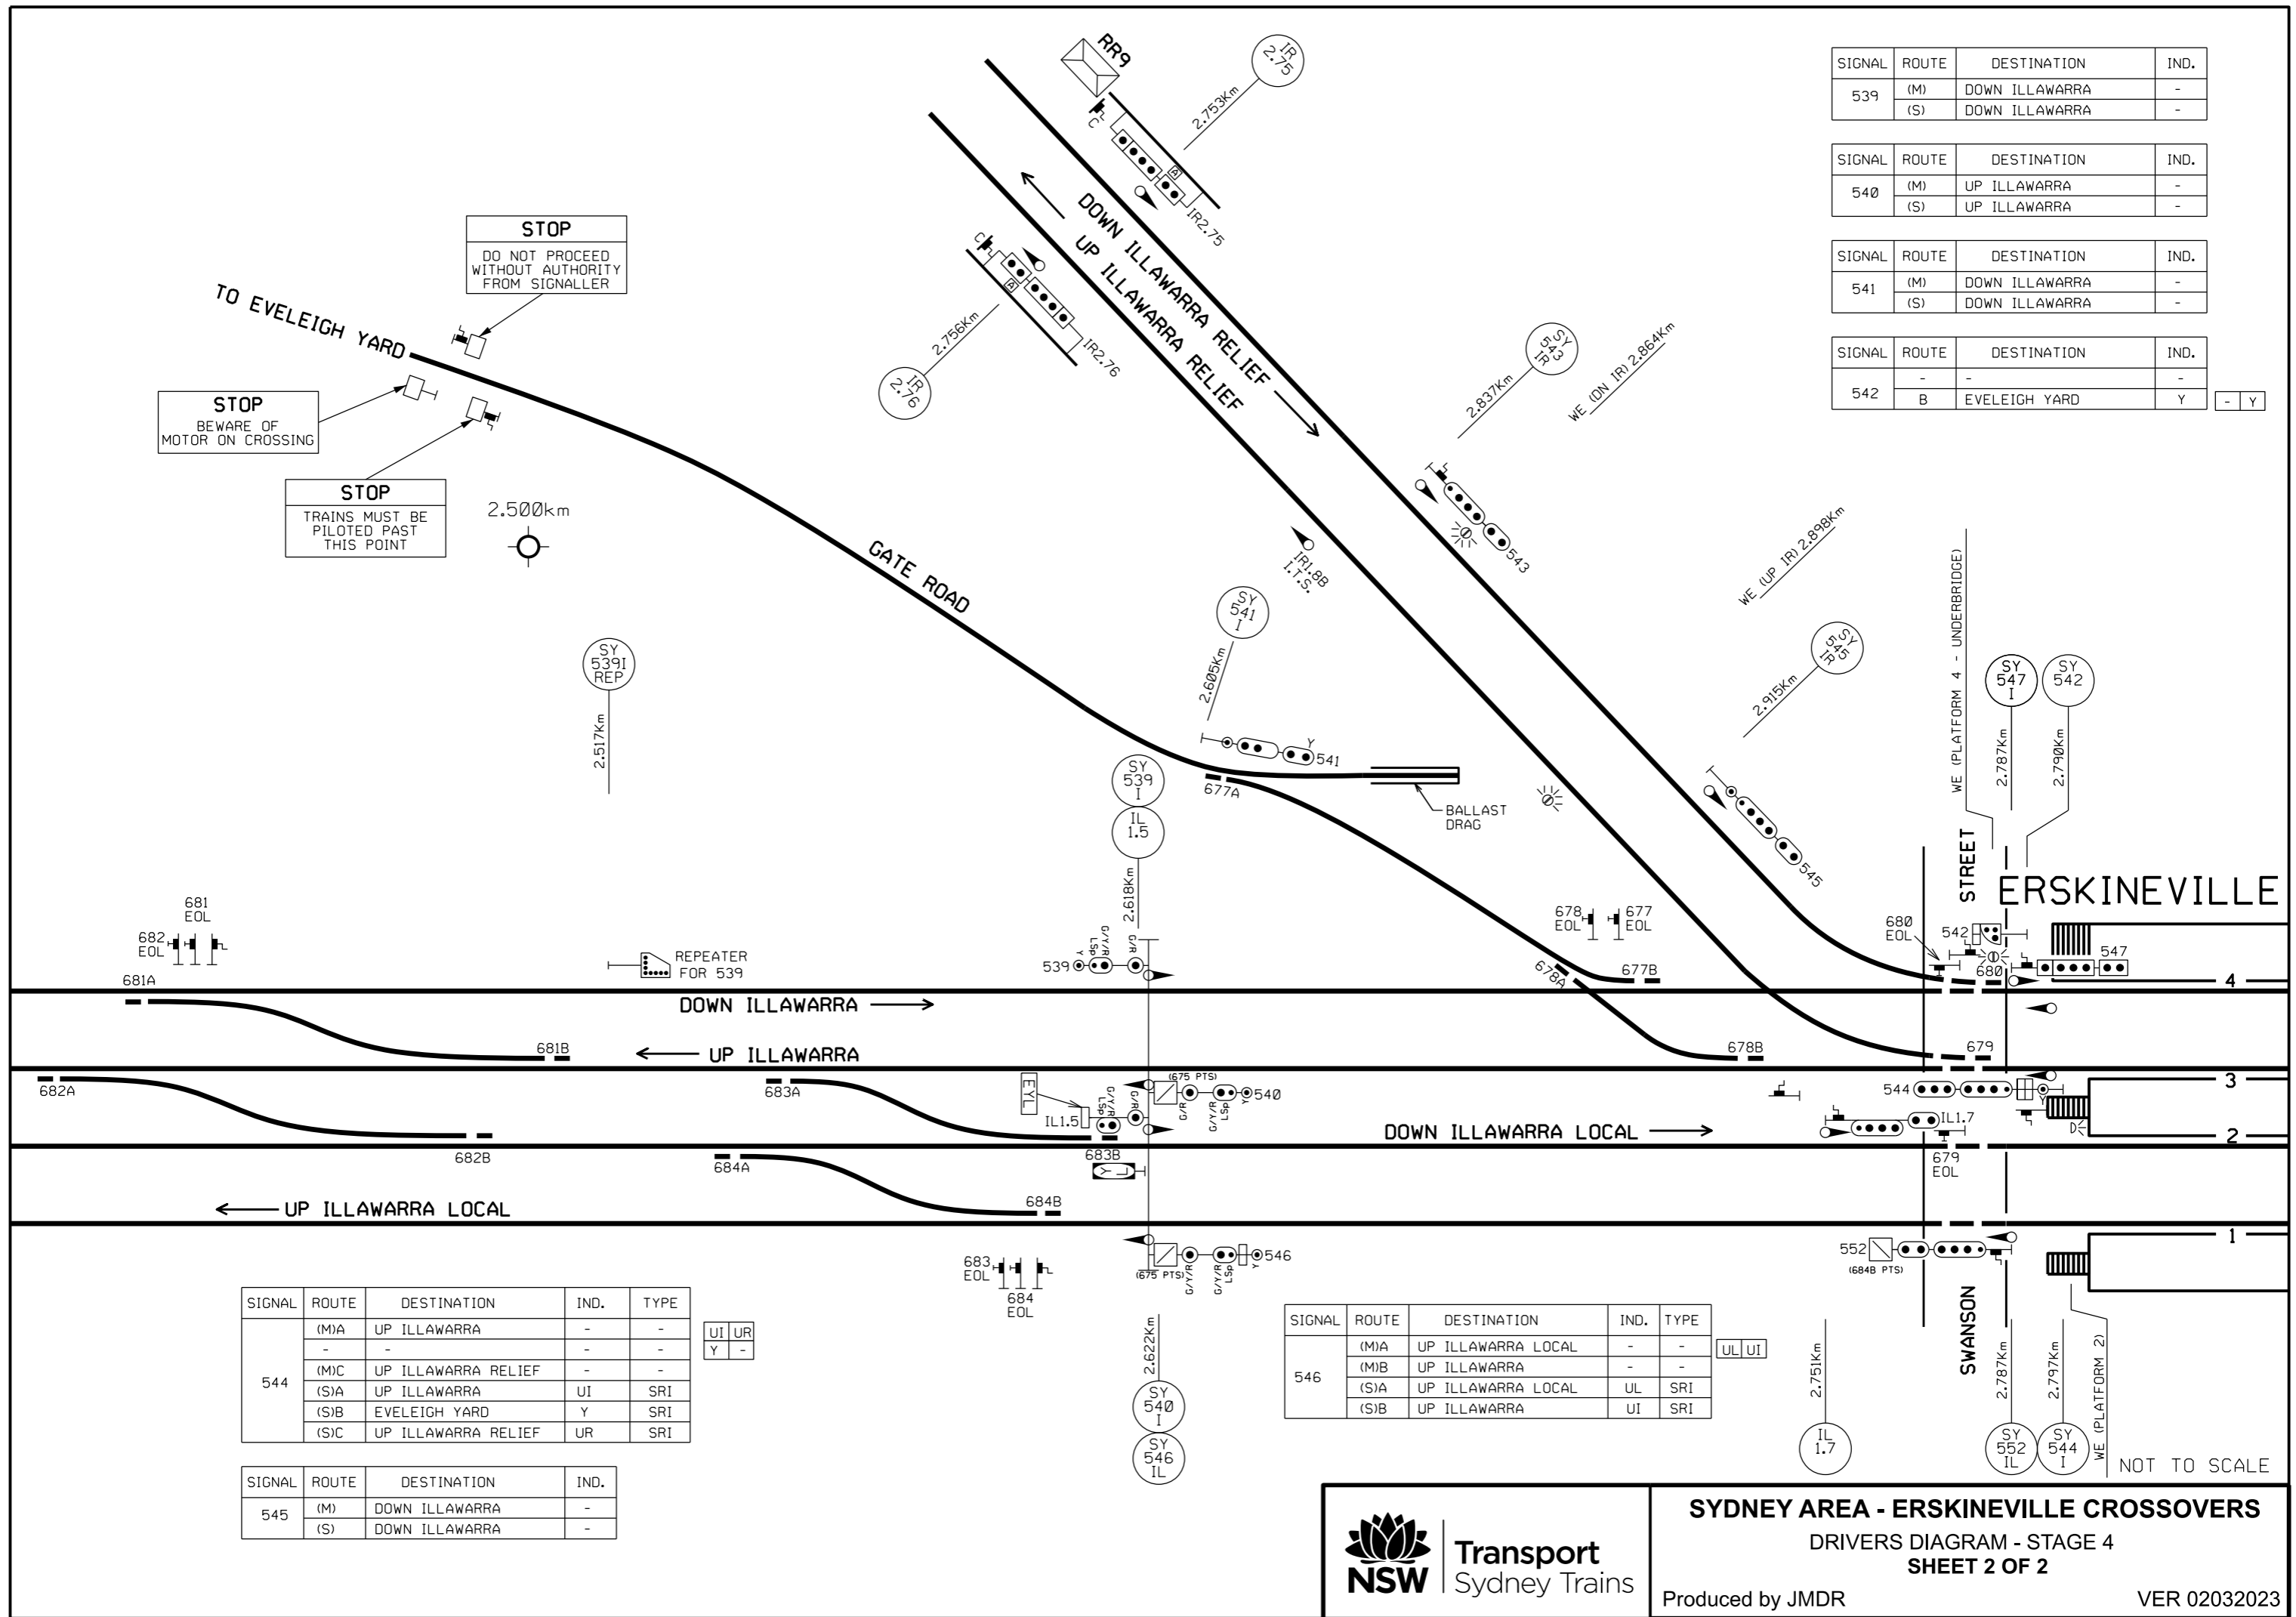 RR9
IR
2.75
2.753Km
C
A
IR2.75
SIGNAL ROUTE DESTINATION IND.
539 (M) DOWN ILLAWARRA -
(S) DOWN ILLAWARRA -
SIGNAL ROUTE DESTINATION IND.
540 (M) UP ILLAWARRA -
(S) UP ILLAWARRA -
SIGNAL ROUTE DESTINATION IND.
541 (M) DOWN ILLAWARRA -
(S) DOWN ILLAWARRA -
SIGNAL ROUTE DESTINATION IND.
542 - - -
B EVELEIGH YARD Y
- Y
STOP
DO NOT PROCEED
WITHOUT AUTHORITY
FROM SIGNALLER
TO EVELEIGH YARD
STOP
BEWARE OF
MOTOR ON CROSSING
STOP
TRAINS MUST BE
PILOTED PAST
THIS POINT
2.500km
C
A
IR2.76
2.756Km
IR
2.76
DOWN ILLAWARRA RELIEF
UP ILLAWARRA RELIEF
SY
543
IR
2.837Km
WE (DN IR) 2.864Km
543
IR1.8B
I.T.S.
WE (UP IR) 2.898Km
SY
545
IR
2.915Km
545
GATE ROAD
SY
541
I
2.605Km
Y
541
677A
BALLAST
DRAG
SY
539I
REP
2.517Km
SY
539
I
IL
1.5
2.618Km
WE (PLATFORM 4 - UNDERBRIDGE)
SY
547
I
2.787Km
SY
542
2.790Km
STREET
ERSKINEVILLE
681
EOL
682
EOL
681A
REPEATER
FOR 539
539
Y
G/Y/R
LSp
G/R
678
EOL
677
EOL
678A
677B
680
EOL
542
680
547
4
DOWN ILLAWARRA
681B
UP ILLAWARRA
678B
679
682A
683A
EYL
IL1.5
G/Y/R
LSp
G/R
(675 PTS)
G/R
G/Y/R
LSp
Y
540
544
Y
3
IL1.7
D
DOWN ILLAWARRA LOCAL
2
682B
684A
683B
Y L
679
EOL
684B
UP ILLAWARRA LOCAL
1
683
EOL
684
EOL
(675 PTS)
G/Y/R
G/Y/R
LSp
Y
546
552
(684B PTS)
SWANSON
SIGNAL ROUTE DESTINATION IND. TYPE
544 (M)A UP ILLAWARRA - -
- - - -
(M)C UP ILLAWARRA RELIEF - -
(S)A UP ILLAWARRA UI SRI
(S)B EVELEIGH YARD Y SRI
(S)C UP ILLAWARRA RELIEF UR SRI
UI UR
Y -
SIGNAL ROUTE DESTINATION IND.
545 (M) DOWN ILLAWARRA -
(S) DOWN ILLAWARRA -
2.622Km
SY
540
I
SY
546
IL
SIGNAL ROUTE DESTINATION IND. TYPE
546 (M)A UP ILLAWARRA LOCAL - -
(M)B UP ILLAWARRA - -
(S)A UP ILLAWARRA LOCAL UL SRI
(S)B UP ILLAWARRA UI SRI
UL UI
2.751Km
IL
1.7
2.787Km
SY
552
IL
2.797Km
SY
544
I
WE (PLATFORM 2)
NOT TO SCALE
NSW
Transport
Sydney Trains
SYDNEY AREA - ERSKINEVILLE CROSSOVERS
DRIVERS DIAGRAM - STAGE 4
SHEET 2 OF 2
Produced by JMDR
VER 02032023